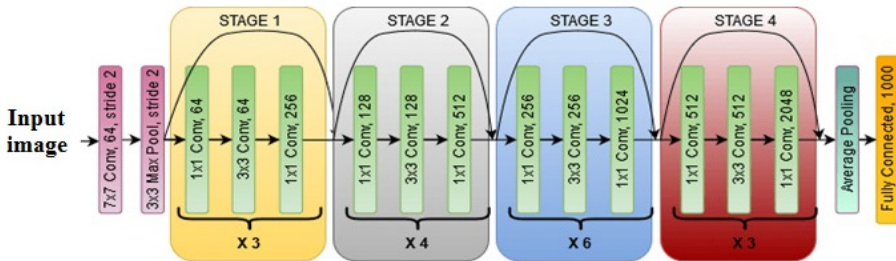 Input
image
7x7 Conv, 64, stride 2
3x3 Max Pool, stride 2
STAGE 1
1x1 Conv, 64
3x3 Conv, 64
1x1 Conv, 256
X 3
STAGE 2
1x1 Conv, 128
3x3 Conv, 128
1x1 Conv, 512
X 4
STAGE 3
1x1 Conv, 256
3x3 Conv, 256
1x1 Conv, 1024
X 6
STAGE 4
1x1 Conv, 512
3x3 Conv, 512
1x1 Conv, 2048
X 3
Average Pooling
Fully Connected, 1000